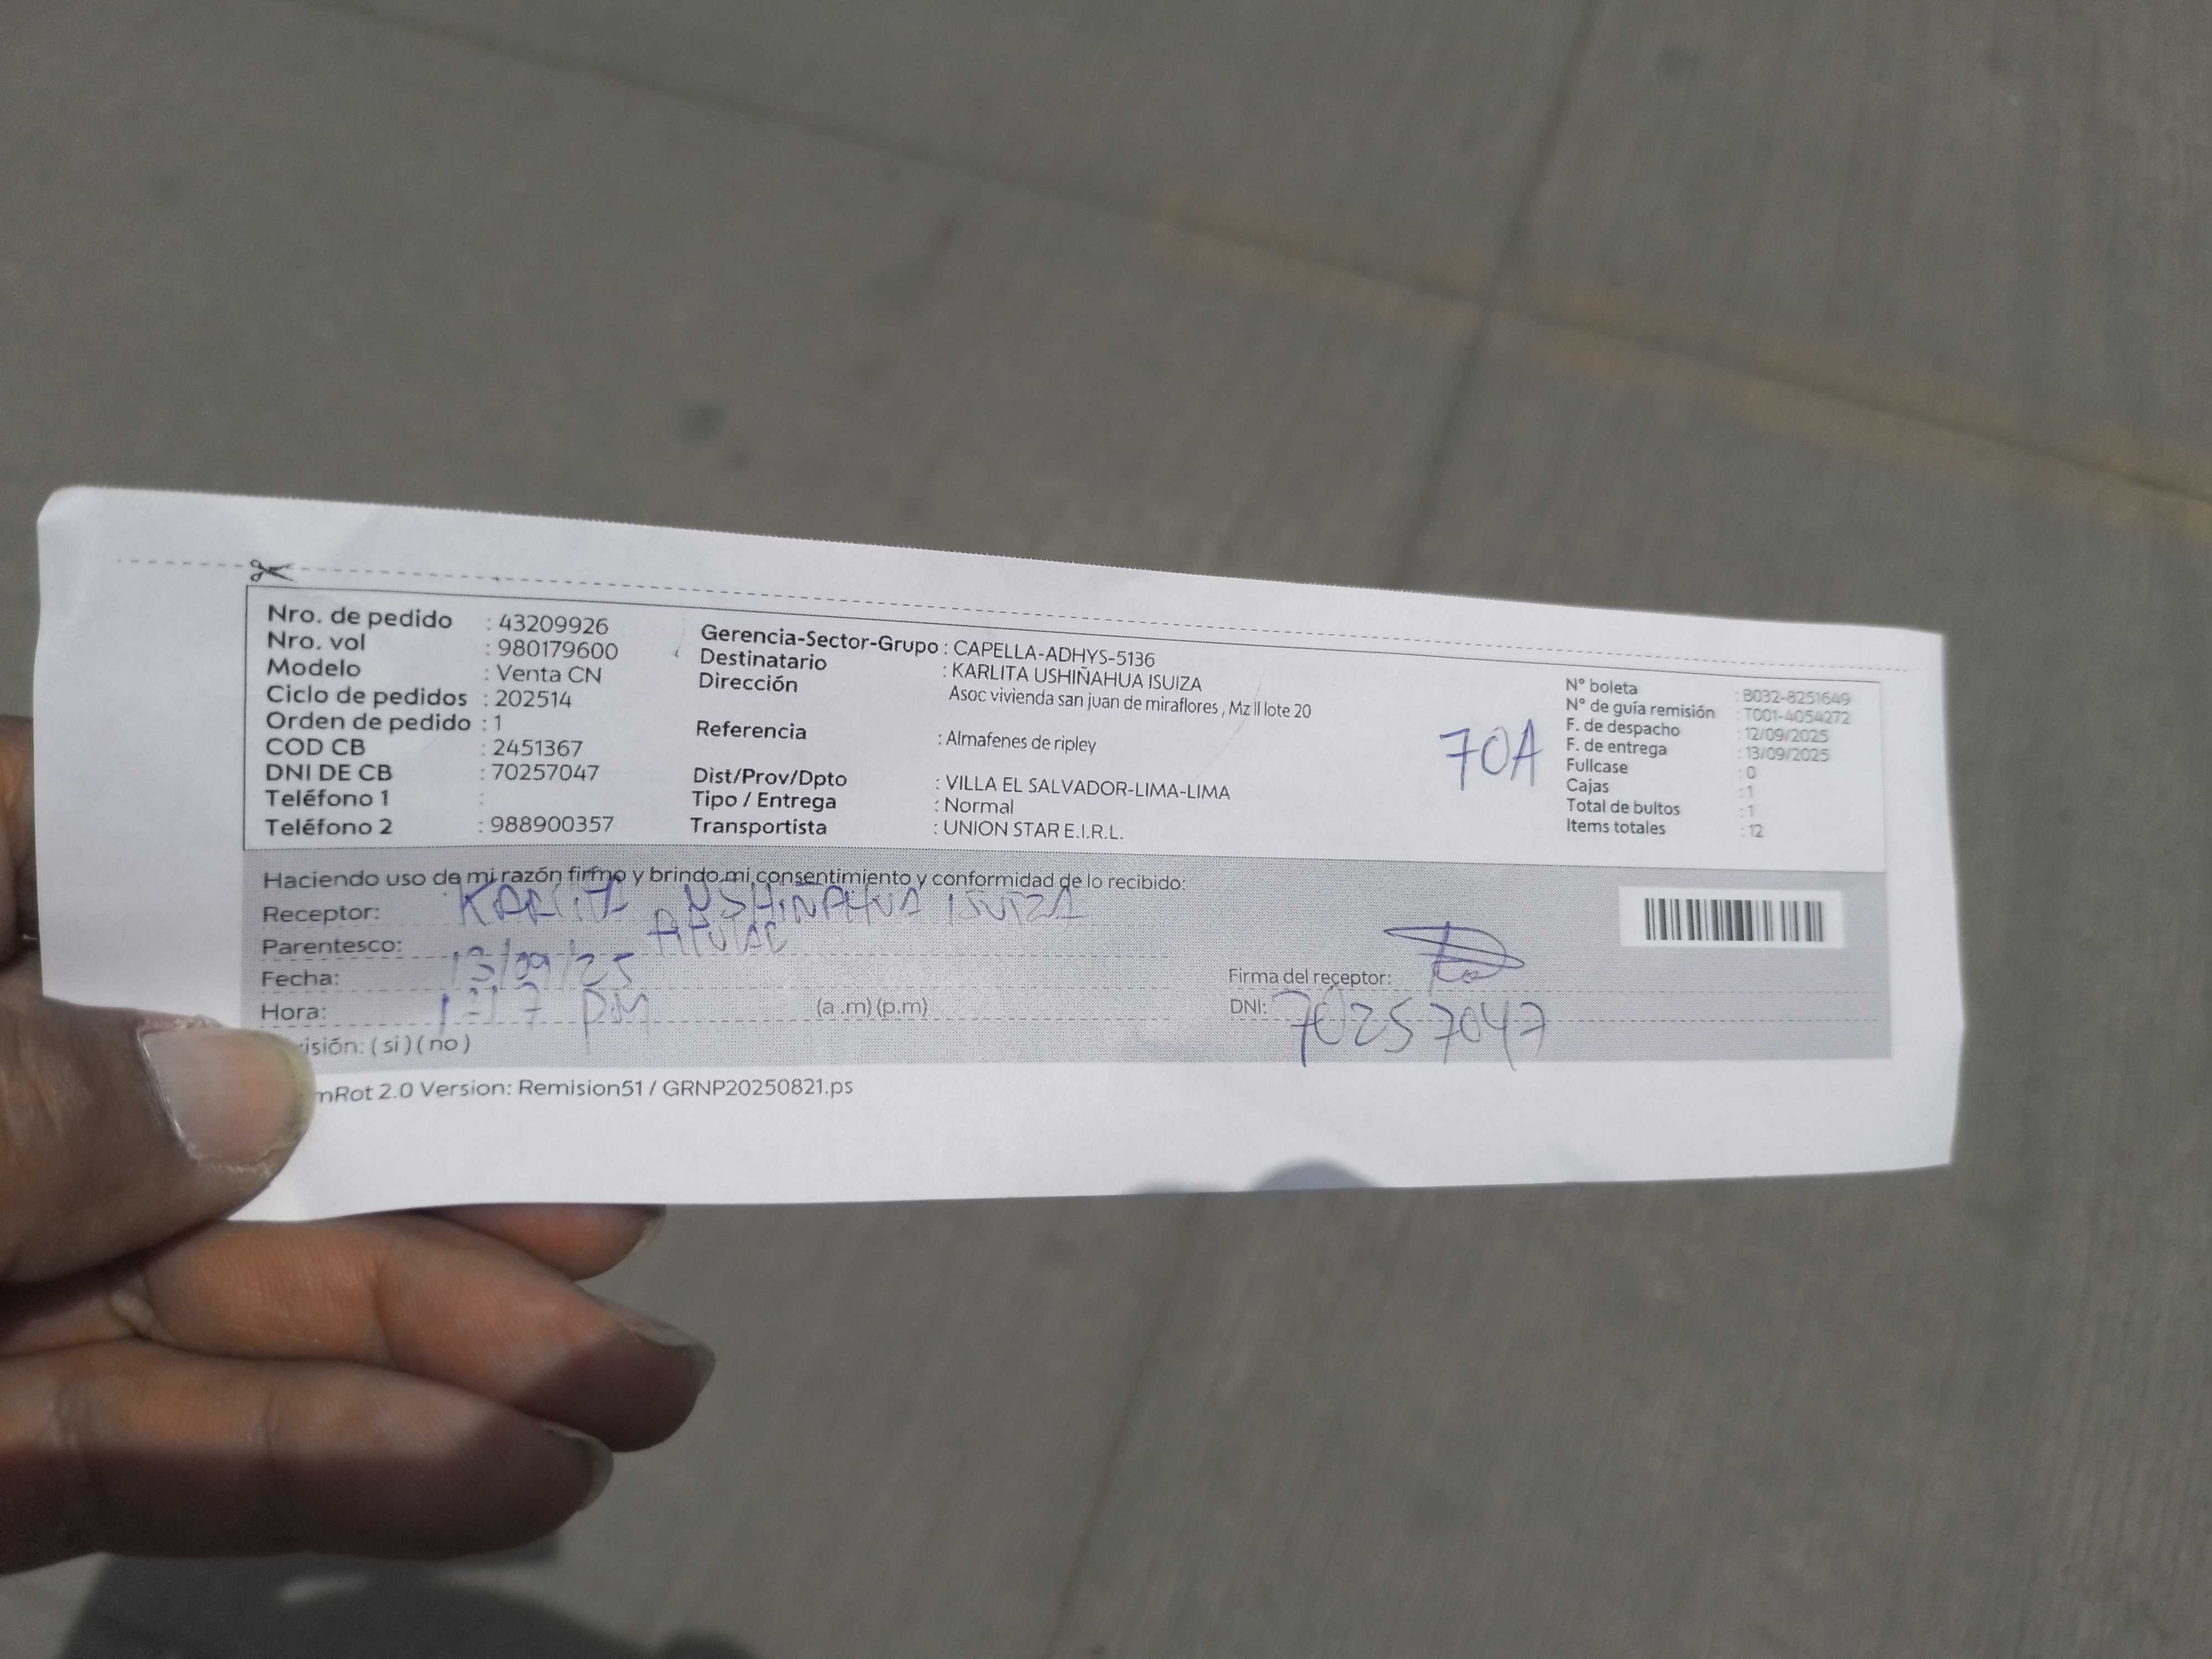 Nro. de pedido : 43209926
Nro. vol : 980179600
Modelo : Venta CN
Ciclo de pedidos : 202514
Orden de pedido : 1
COD CB : 2451367
DNI DE CB : 70257047
Teléfono 1 :
Teléfono 2 : 988900357
Gerencia-Sector-Grupo : CAPELLA-ADHYS-5136
Destinatario : KARLITA USHIÑAHUA ISUIZA
Dirección Asoc vivienda san juan de miraflores , Mz II lote 20
Referencia : Almafenes de ripley
Dist/Prov/Dpto : VILLA EL SALVADOR-LIMA-LIMA
Tipo / Entrega : Normal
Transportista : UNION STAR E.I.R.L.
70A
N° boleta : B032-8251649
N° de guía remisión : T001-4054272
F. de despacho : 12/09/2025
F. de entrega : 13/09/2025
Fullcase : 0
Cajas : 1
Total de bultos : 1
Items totales : 12
Haciendo uso de mi razón firmo y brindo mi consentimiento y conformidad de lo recibido:
Receptor: KARLITA USHIÑAHUA ISUIZA
Parentesco: titular
Fecha: 13/09/25
Hora: PM (a .m) (p.m)
Firma del receptor:
DNI: 70257047
(si) (no)
2.0 Version: Remision51 / GRNP20250821.ps